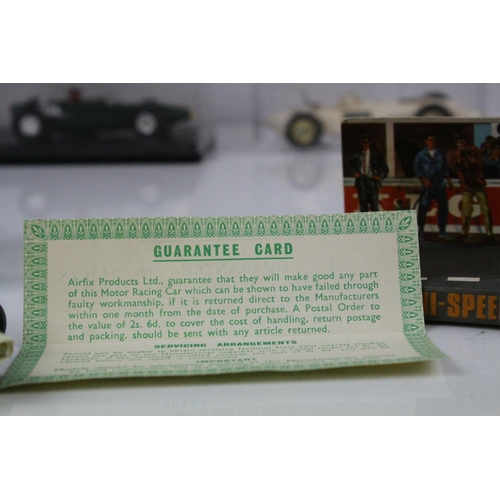 GUARANTEE CARD
Airfix Products Ltd., guarantee that they will make good any part
of this Motor Racing Car which can be shown to have failed through
faulty workmanship, if it is returned direct to the Manufacturers
within one month from the date of purchase. A Postal Order to
the value of 2s. 6d. to cover the cost of handling, return postage
and packing, should be sent with any article returned.
SERVICING ARRANGEMENTS